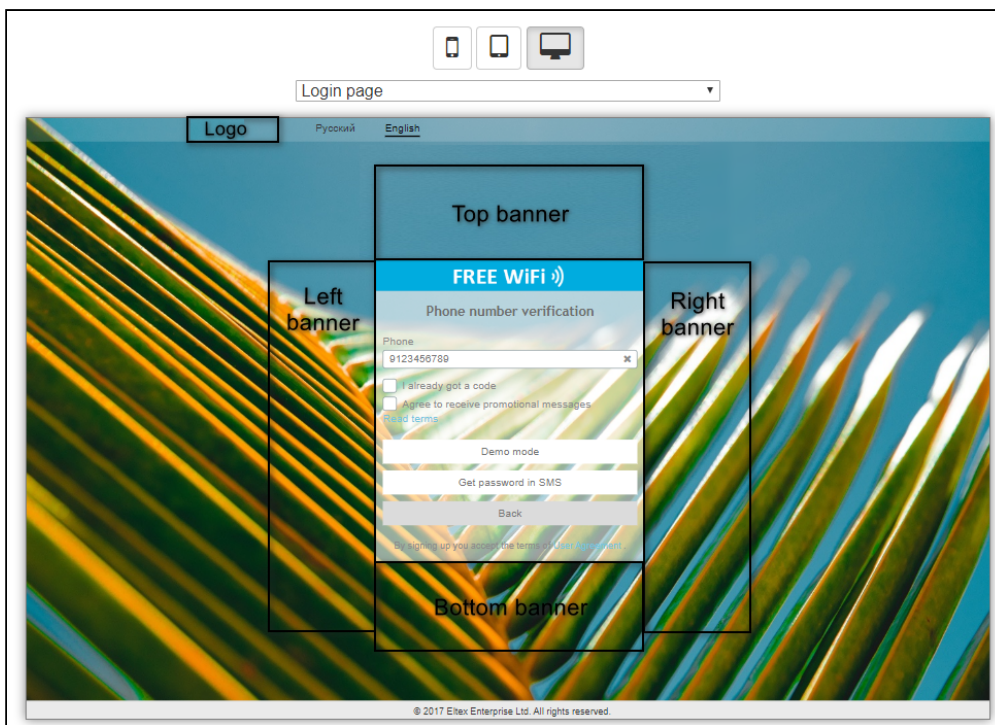 Login page
Logo
Русский
English
Top banner
Left
banner
FREE WiFi
Right
banner
Phone number verification
Phone
9123456789
I already got a code
Agree to receive promotional messages
Read terms
Demo mode
Get password in SMS
Back
By signing up you accept the terms of User Agreement .
Bottom banner
© 2017 Eltex Enterprise Ltd. All rights reserved.